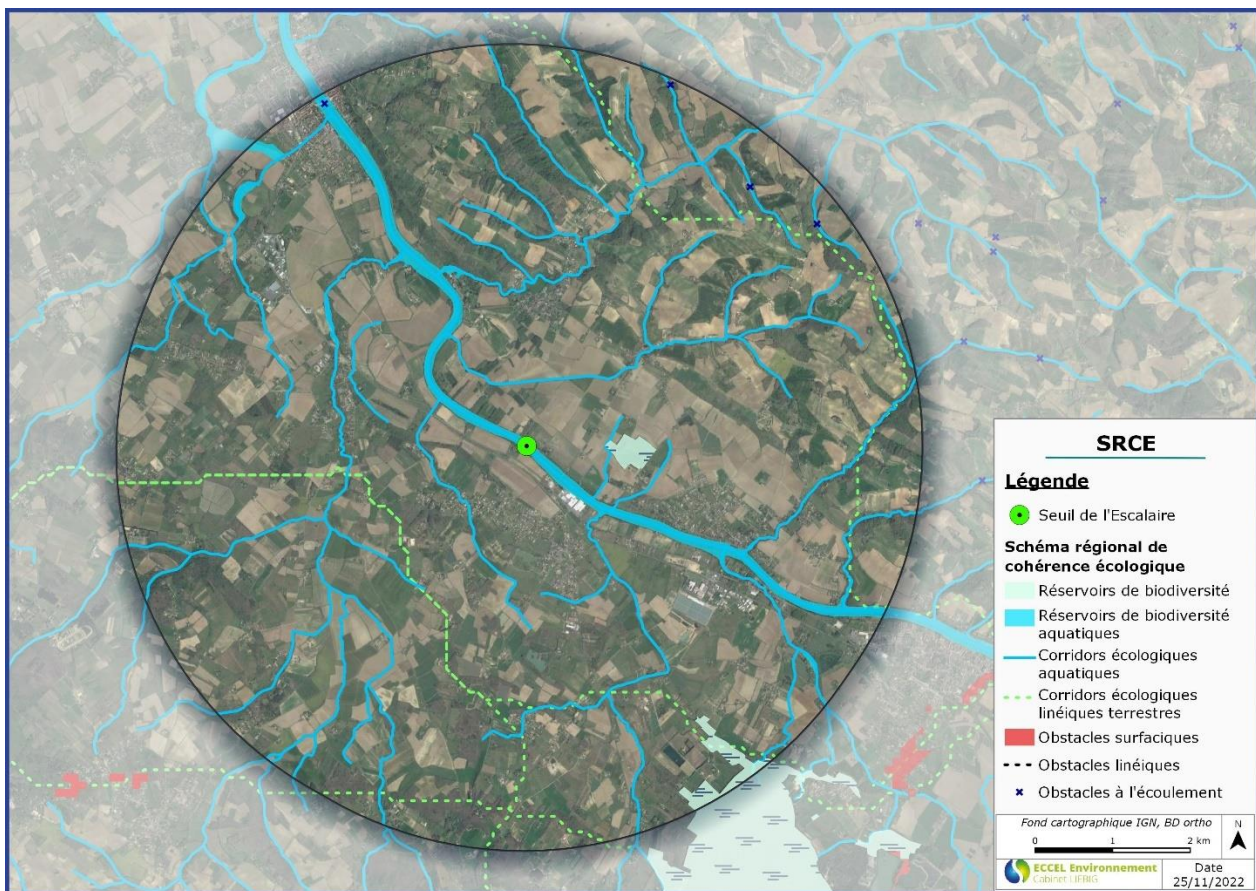 SRCE
Légende
Seuil de l'Escalaire
Schéma régional de
cohérence écologique
Réservoirs de biodiversité
Réservoirs de biodiversité
aquatiques
Corridors écologiques
aquatiques
Corridors écologiques
linéiques terrestres
Obstacles surfaciques
Obstacles linéiques
Obstacles à l'écoulement
Fond cartographique IGN, BD ortho
N
0 1 2 km
ECCEL Environnement
Cabinet LIEBIG
Date
25/11/2022